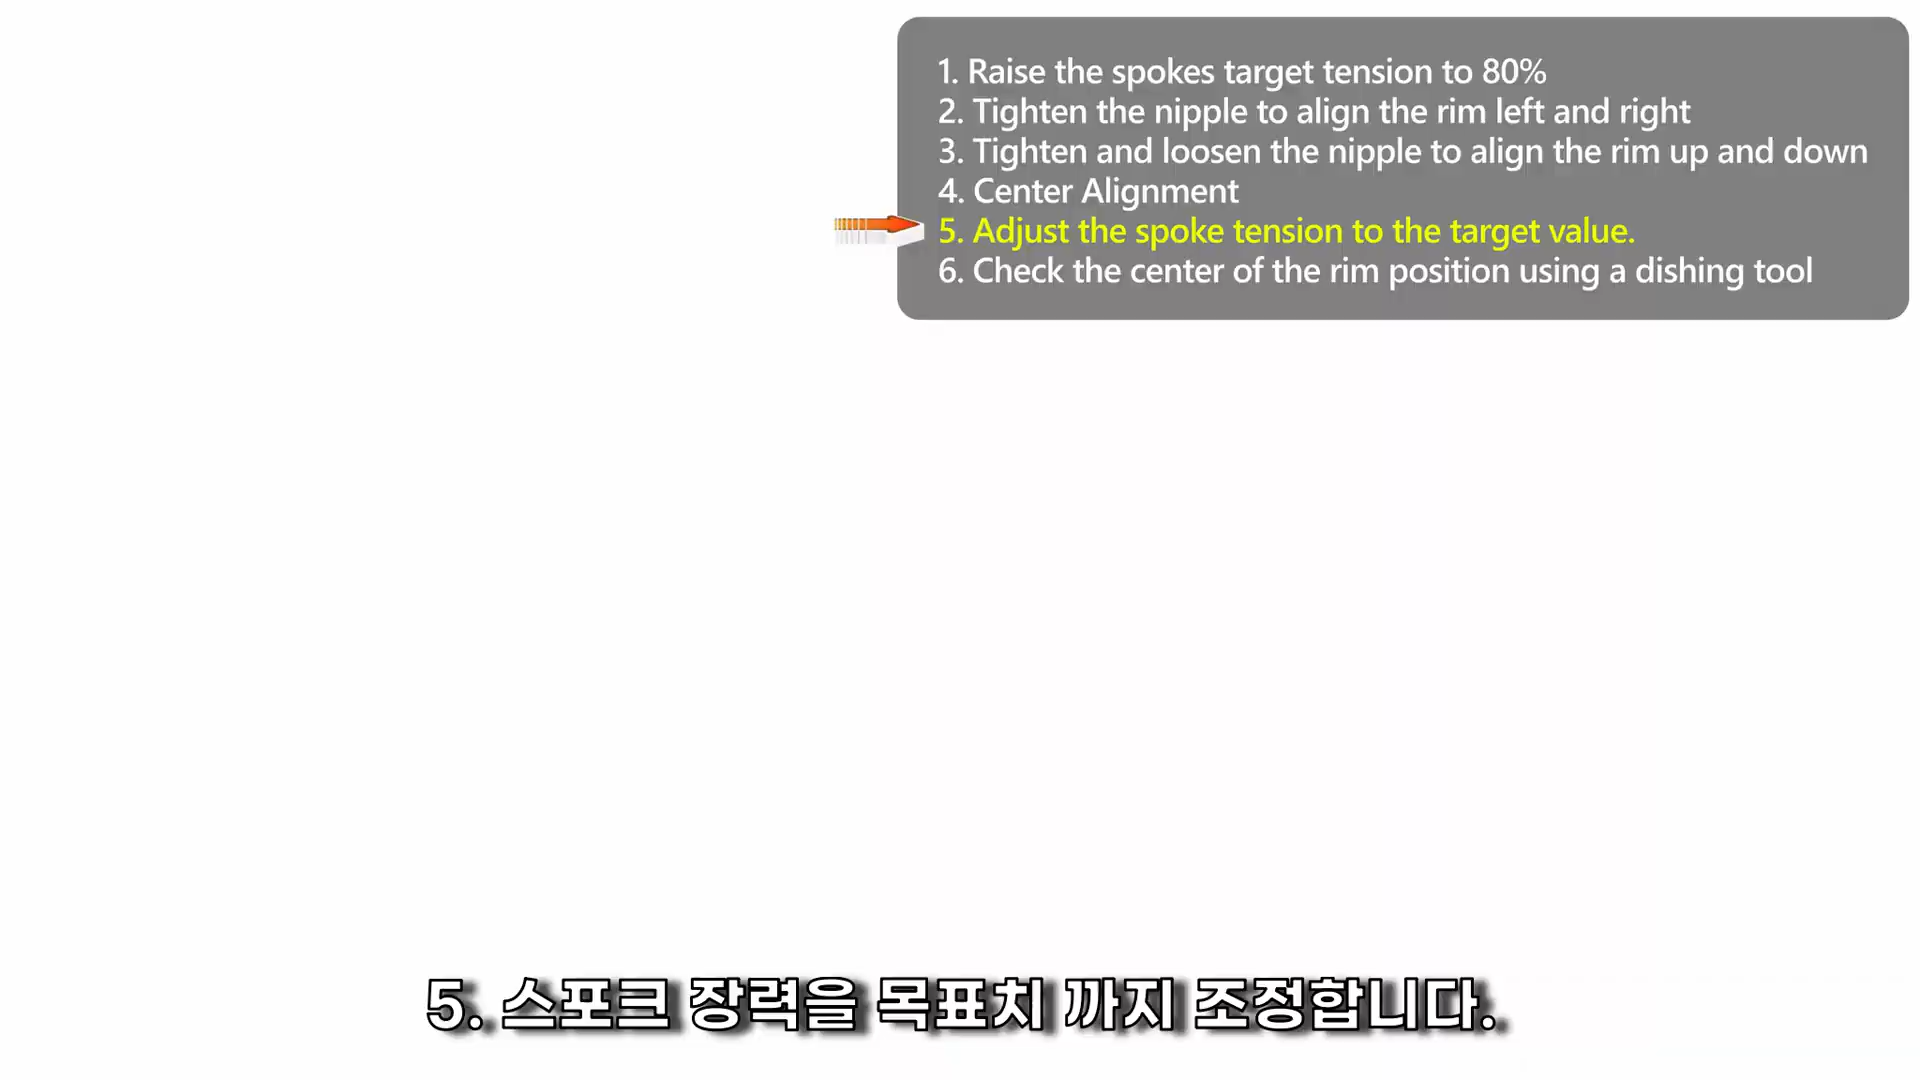 1. Raise the spokes target tension to 80%
2. Tighten the nipple to align the rim left and right
3. Tighten and loosen the nipple to align the rim up and down
4. Center Alignment
5. Adjust the spoke tension to the target value.
6. Check the center of the rim position using a dishing tool
5. 스포크 장력을 목표치 까지 조정합니다.